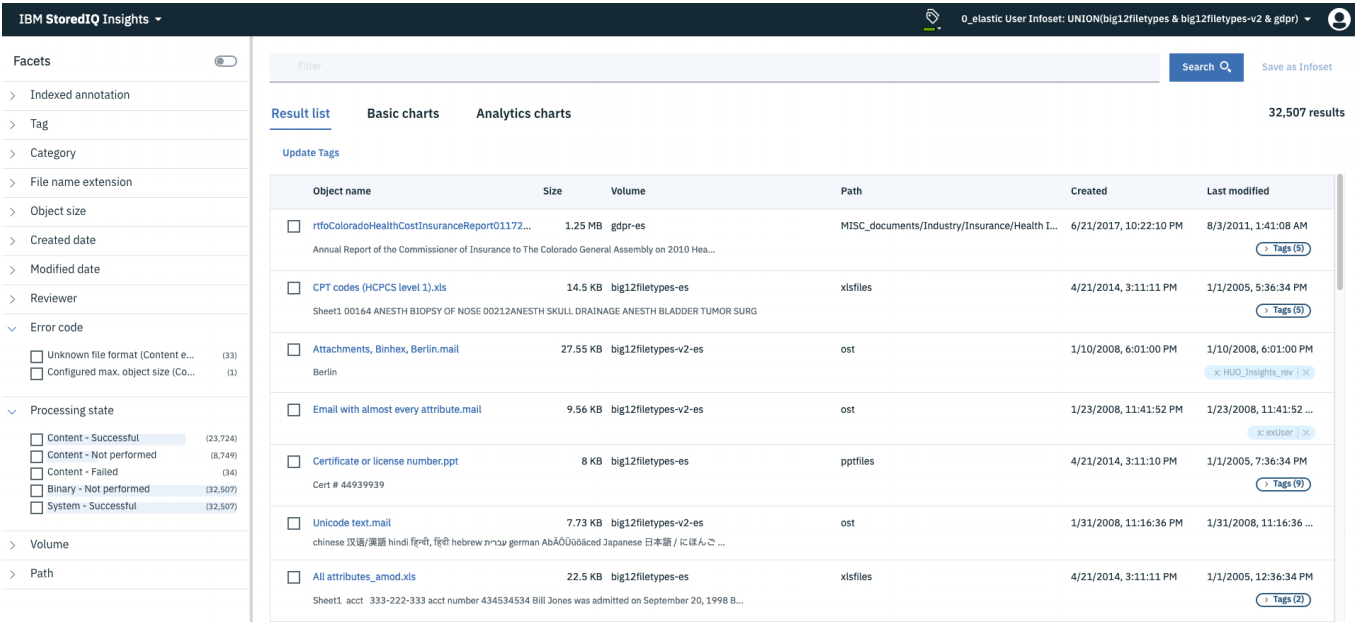 IBM StoredIQ Insights
0_elastic User Infoset: UNION(big12filetypes & big12filetypes-v2 & gdpr)
Facets
Indexed annotation
Tag
Category
File name extension
Object size
Created date
Modified date
Reviewer
Error code
Unknown file format (Content e... (33)
Configured max. object size (Co... (1)
Processing state
Content - Successful (23,724)
Content - Not performed (8,749)
Content - Failed (34)
Binary - Not performed (32,507)
System - Successful (32,507)
Volume
Path
Filter
Search
Save as Infoset
Result list Basic charts Analytics charts 32,507 results
Update Tags
Object name Size Volume Path Created Last modified
rtfoColoradoHealthCostInsuranceReport01172... 1.25 MB gdpr-es MISC_documents/Industry/Insurance/Health I... 6/21/2017, 10:22:10 PM 8/3/2011, 1:41:08 AM
Annual Report of the Commissioner of Insurance to The Colorado General Assembly on 2010 Hea... > Tags (5)
CPT codes (HCPCS level 1).xls 14.5 KB big12filetypes-es xlsfiles 4/21/2014, 3:11:11 PM 1/1/2005, 5:36:34 PM
Sheet1 00164 ANESTH BIOPSY OF NOSE 00212ANESTH SKULL DRAINAGE ANESTH BLADDER TUMOR SURG > Tags (5)
Attachments, Binhex, Berlin.mail 27.55 KB big12filetypes-v2-es ost 1/10/2008, 6:01:00 PM 1/10/2008, 6:01:00 PM
Berlin x: HUO_Insights_rev ×
Email with almost every attribute.mail 9.56 KB big12filetypes-v2-es ost 1/23/2008, 11:41:52 PM 1/23/2008, 11:41:52 ...
x: exUser ×
Certificate or license number.ppt 8 KB big12filetypes-es pptfiles 4/21/2014, 3:11:10 PM 1/1/2005, 7:36:34 PM
Cert # 44939939 > Tags (9)
Unicode text.mail 7.73 KB big12filetypes-v2-es ost 1/31/2008, 11:16:36 PM 1/31/2008, 11:16:36 ...
chinese 汉语/漢語 hindi हिन्दी, हिंदी hebrew עברית german AbÄÖÜüöäced Japanese 日本語 / にほんご ...
All attributes_amod.xls 22.5 KB big12filetypes-es xlsfiles 4/21/2014, 3:11:11 PM 1/1/2005, 12:36:34 PM
Sheet1 acct 333-222-333 acct number 434534534 Bill Jones was admitted on September 20, 1998 B... > Tags (2)